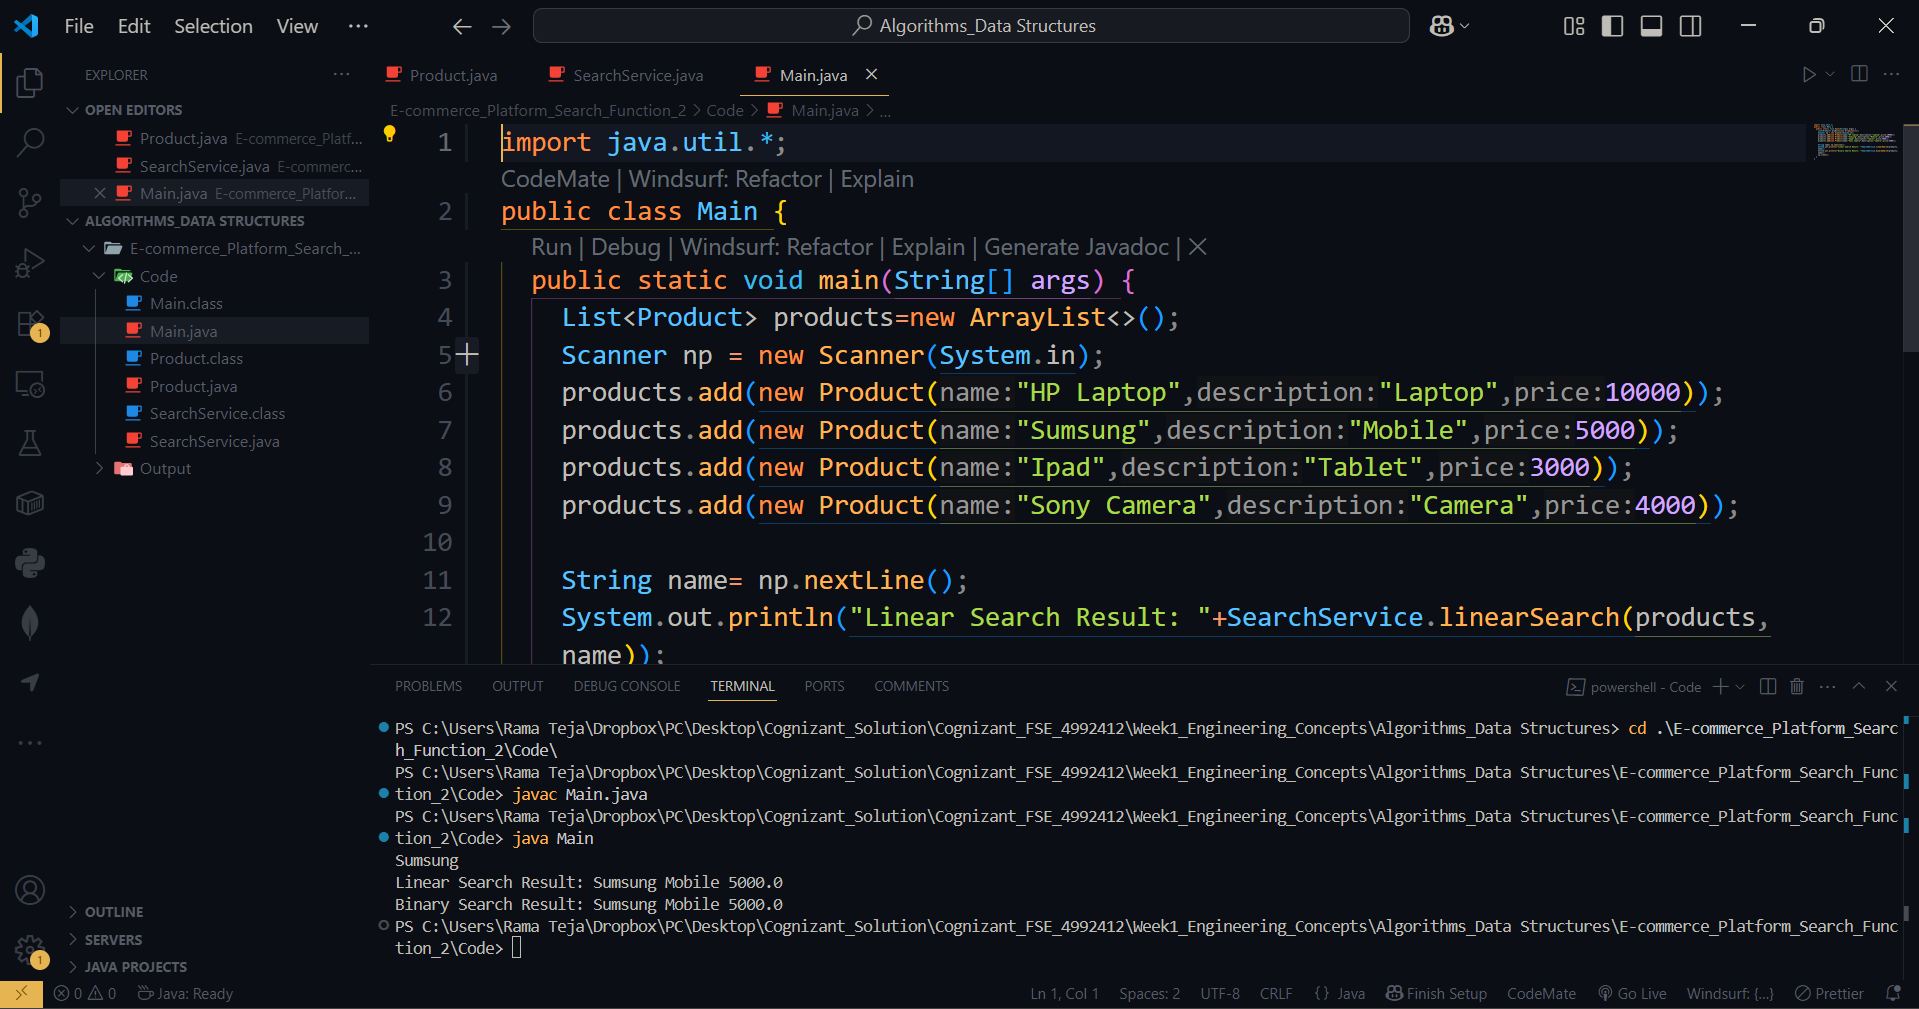 File Edit Selection View ··· Algorithms_Data Structures
EXPLORER ···
OPEN EDITORS
Product.java E-commerce_Platf...
SearchService.java E-commerc...
Main.java E-commerce_Platfor...
ALGORITHMS_DATA STRUCTURES
E-commerce_Platform_Search_...
Code
Main.class
Main.java
Product.class
Product.java
SearchService.class
SearchService.java
Output
OUTLINE
SERVERS
JAVA PROJECTS
Product.java SearchService.java Main.java
E-commerce_Platform_Search_Function_2 > Code > Main.java > ...
1 import java.util.*;
CodeMate | Windsurf: Refactor | Explain
2 public class Main {
Run | Debug | Windsurf: Refactor | Explain | Generate Javadoc | ×
3 public static void main(String[] args) {
4 List<Product> products=new ArrayList<>();
5 Scanner np = new Scanner(System.in);
6 products.add(new Product(name:"HP Laptop",description:"Laptop",price:10000));
7 products.add(new Product(name:"Sumsung",description:"Mobile",price:5000));
8 products.add(new Product(name:"Ipad",description:"Tablet",price:3000));
9 products.add(new Product(name:"Sony Camera",description:"Camera",price:4000));
10
11 String name= np.nextLine();
12 System.out.println("Linear Search Result: "+SearchService.linearSearch(products,
name));
PROBLEMS OUTPUT DEBUG CONSOLE TERMINAL PORTS COMMENTS powershell - Code
PS C:\Users\Rama Teja\Dropbox\PC\Desktop\Cognizant_Solution\Cognizant_FSE_4992412\Week1_Engineering_Concepts\Algorithms_Data Structures> cd .\E-commerce_Platform_Searc
h_Function_2\Code\
PS C:\Users\Rama Teja\Dropbox\PC\Desktop\Cognizant_Solution\Cognizant_FSE_4992412\Week1_Engineering_Concepts\Algorithms_Data Structures\E-commerce_Platform_Search_Func
tion_2\Code> javac Main.java
PS C:\Users\Rama Teja\Dropbox\PC\Desktop\Cognizant_Solution\Cognizant_FSE_4992412\Week1_Engineering_Concepts\Algorithms_Data Structures\E-commerce_Platform_Search_Func
tion_2\Code> java Main
Sumsung
Linear Search Result: Sumsung Mobile 5000.0
Binary Search Result: Sumsung Mobile 5000.0
PS C:\Users\Rama Teja\Dropbox\PC\Desktop\Cognizant_Solution\Cognizant_FSE_4992412\Week1_Engineering_Concepts\Algorithms_Data Structures\E-commerce_Platform_Search_Func
tion_2\Code>
0 0 Java: Ready Ln 1, Col 1 Spaces: 2 UTF-8 CRLF {} Java Finish Setup CodeMate Go Live Windsurf: {...} Prettier
1
1